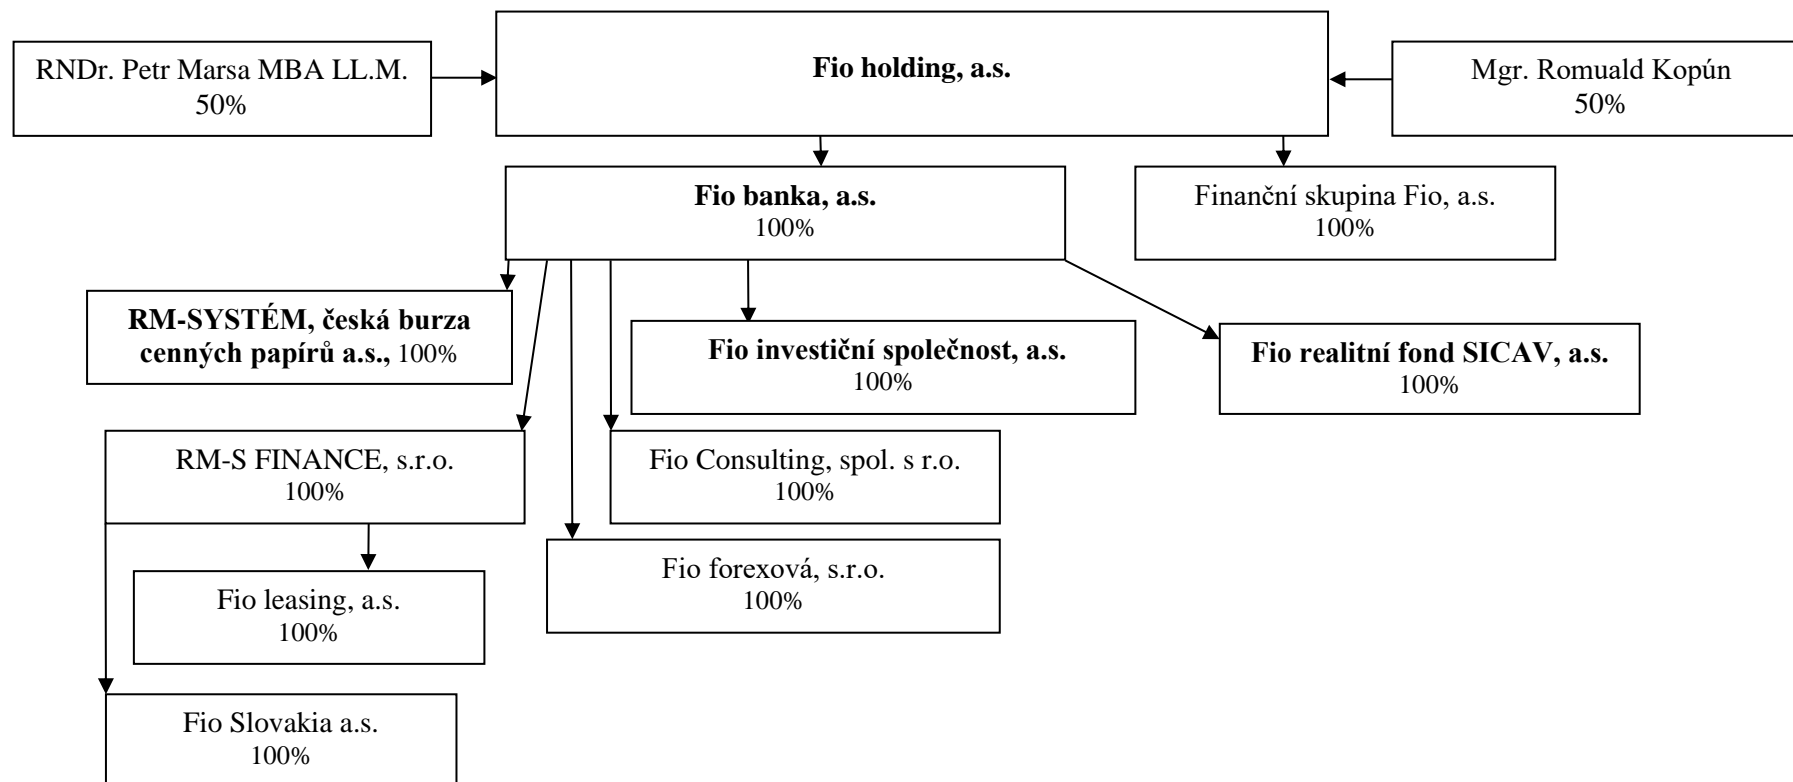 RNDr. Petr Marsa MBA LL.M.
50%
Fio holding, a.s.
Mgr. Romuald Kopún
50%
Fio banka, a.s.
100%
Finanční skupina Fio, a.s.
100%
RM-SYSTÉM, česká burza
cenných papírů a.s., 100%
Fio investiční společnost, a.s.
100%
Fio realitní fond SICAV, a.s.
100%
RM-S FINANCE, s.r.o.
100%
Fio Consulting, spol. s r.o.
100%
Fio forexová, s.r.o.
100%
Fio leasing, a.s.
100%
Fio Slovakia a.s.
100%